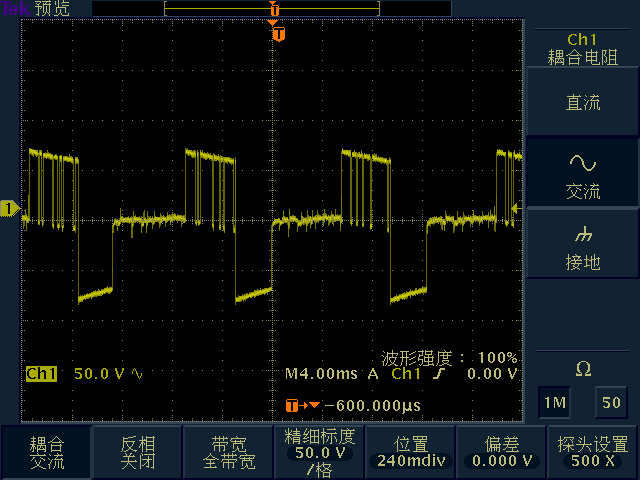 Tek 预览
T
T
Ch1
耦合电阻
直流
交流
接地
Ω
1M 50
1
波形强度： 100%
Ch1 50.0 V M4.00ms A Ch1 0.00 V
T −600.000µs
耦合
交流
反相
关闭
带宽
全带宽
精细标度
50.0 V
/格
位置
240mdiv
偏差
0.000 V
探头设置
500 X